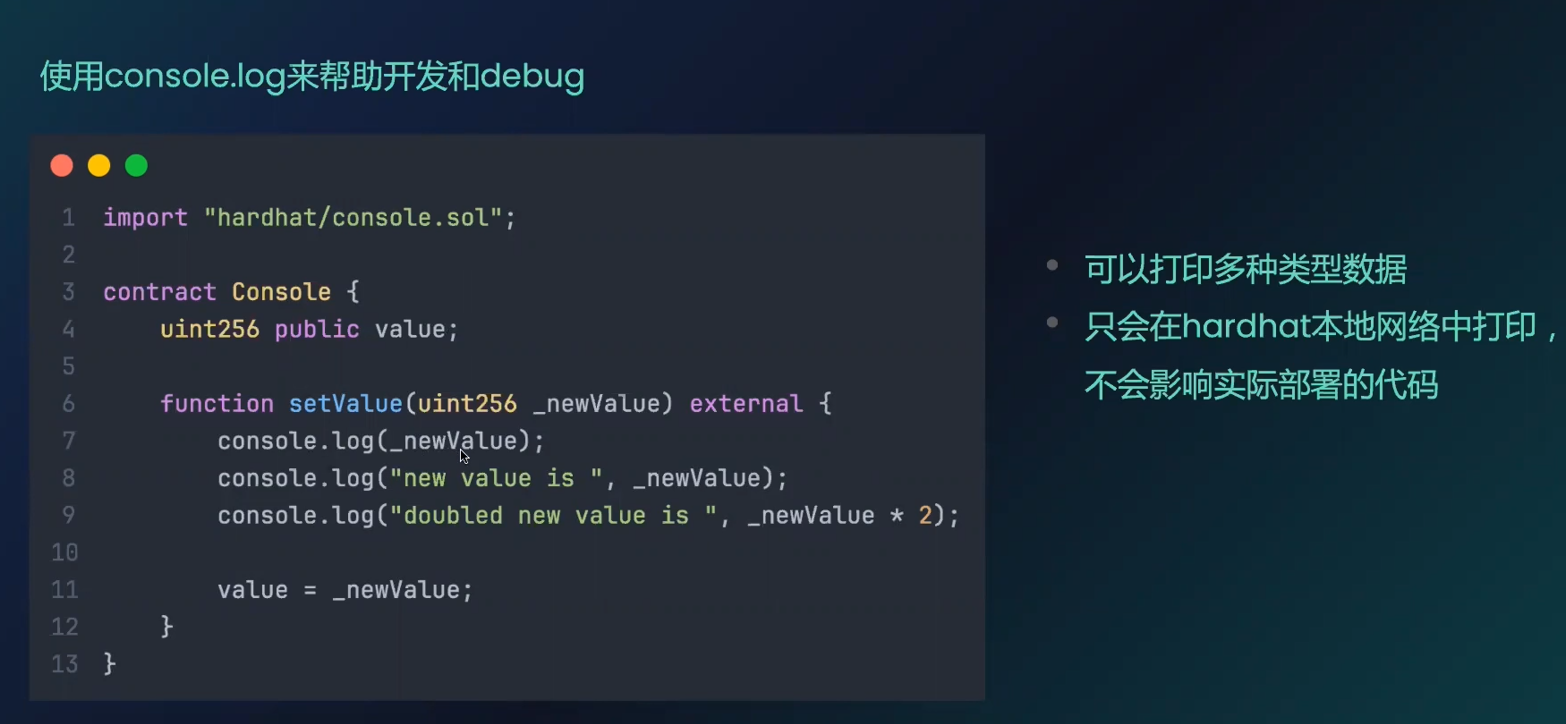 使用console.log来帮助开发和debug
1 import "hardhat/console.sol";
2
3 contract Console {
4     uint256 public value;
5
6     function setValue(uint256 _newValue) external {
7         console.log(_newValue);
8         console.log("new value is ", _newValue);
9         console.log("doubled new value is ", _newValue * 2);
10
11         value = _newValue;
12     }
13 }
可以打印多种类型数据
只会在hardhat本地网络中打印，
不会影响实际部署的代码